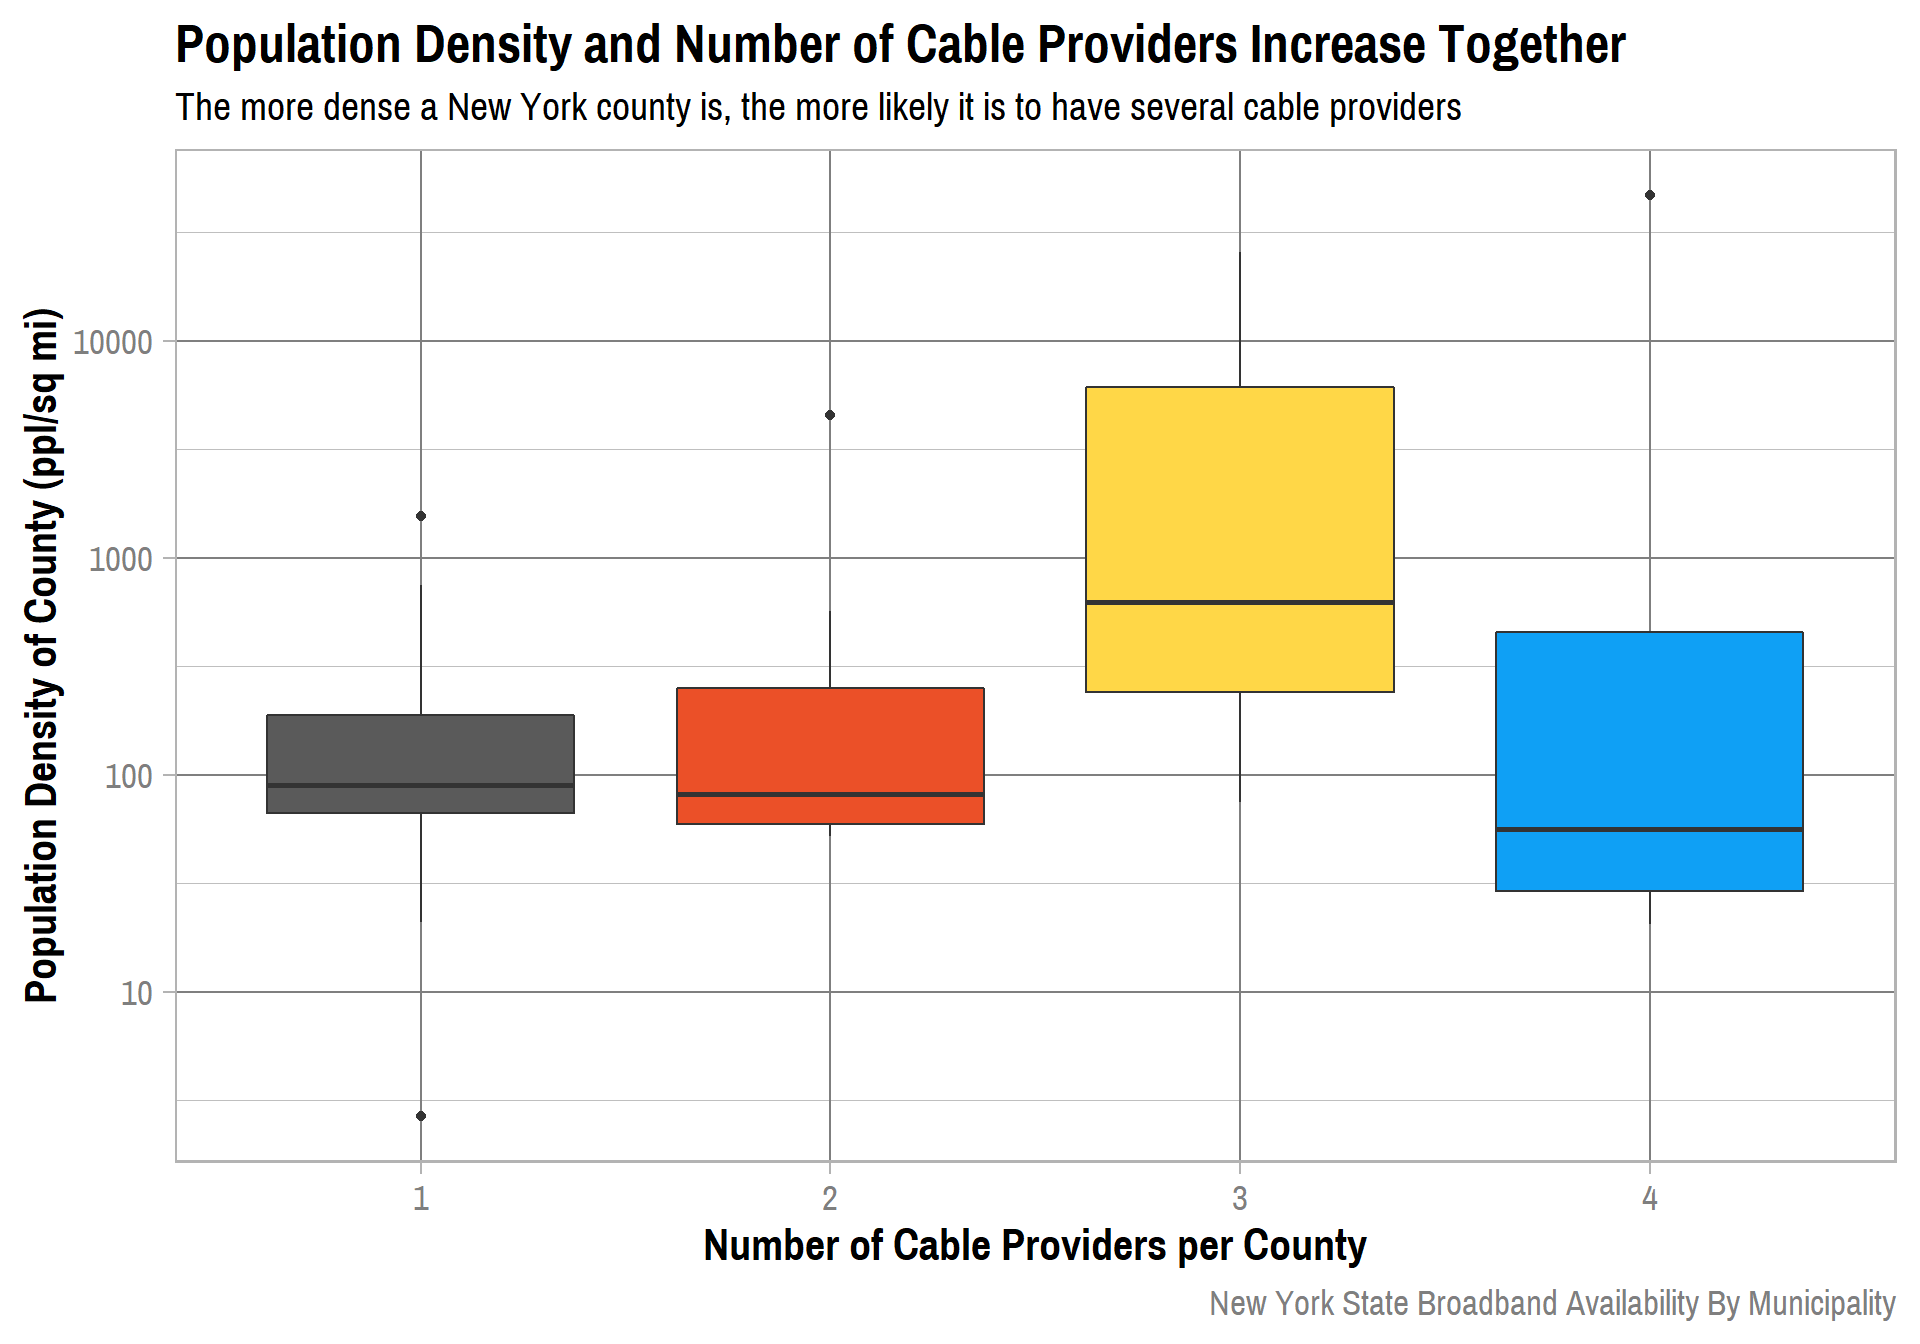 Population Density and Number of Cable Providers Increase Together
The more dense a New York county is, the more likely it is to have several cable providers
Population Density of County (ppl/sq mi)
10000
1000
100
10
1 2 3 4
Number of Cable Providers per County
New York State Broadband Availability By Municipality